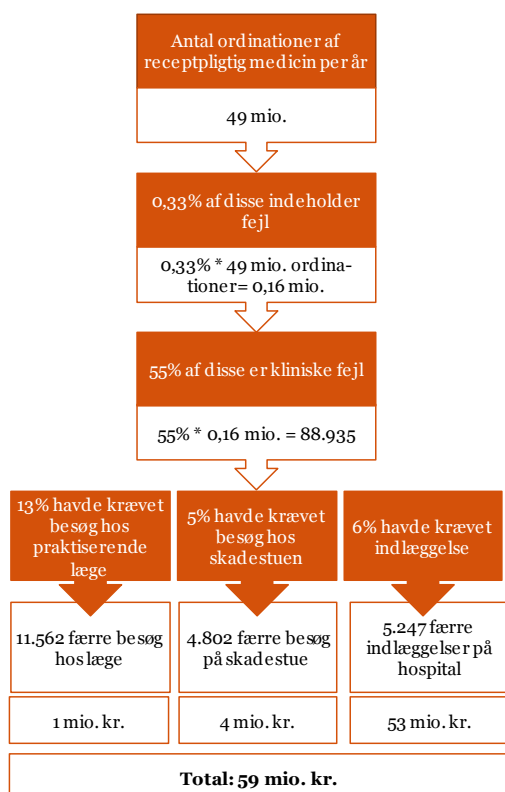 Antal ordinationer af
receptpligtig medicin per år
49 mio.
0,33% af disse indeholder
fejl
0,33% * 49 mio. ordina-
tioner= 0,16 mio.
55% af disse er kliniske fejl
55% * 0,16 mio. = 88.935
13% havde krævet
besøg hos
praktiserende
læge
11.562 færre besøg
hos læge
1 mio. kr.
5% havde krævet
besøg hos
skadestuen
4.802 færre besøg
på skadestue
4 mio. kr.
6% havde krævet
indlæggelse
5.247 færre
indlæggelser på
hospital
53 mio. kr.
Total: 59 mio. kr.